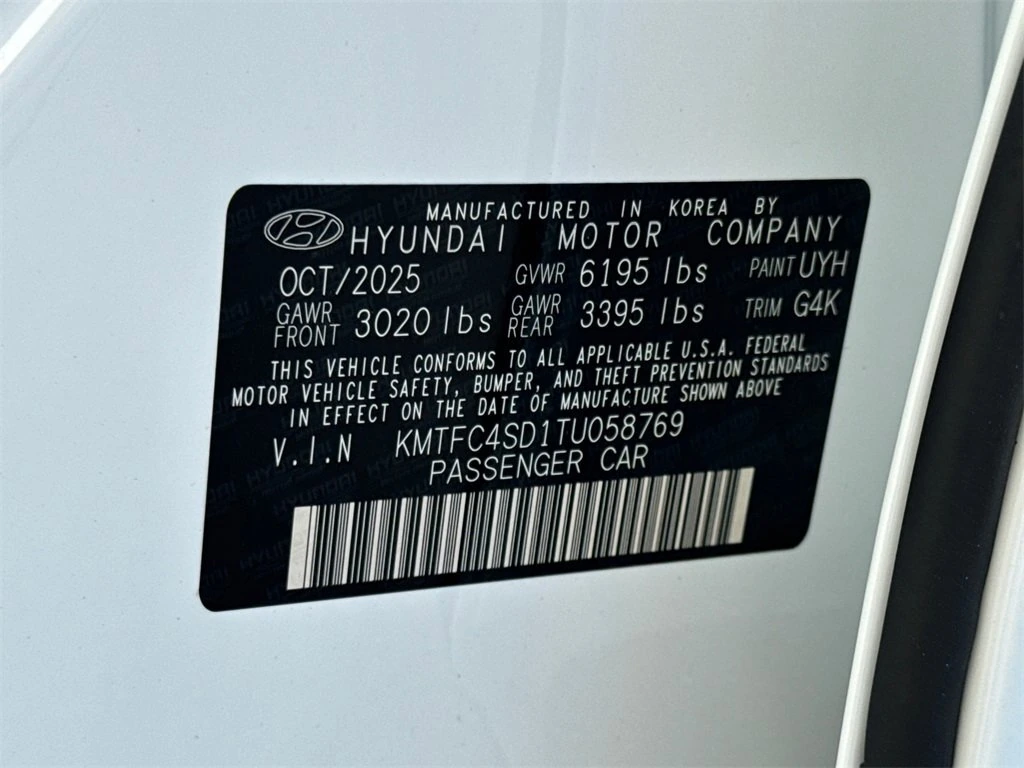 MANUFACTURED IN KOREA BY
HYUNDAI MOTOR COMPANY
OCT/2025 GVWR 6195 lbs PAINT UYH
GAWR FRONT 3020 lbs GAWR REAR 3395 lbs TRIM G4K
THIS VEHICLE CONFORMS TO ALL APPLICABLE U.S.A. FEDERAL
MOTOR VEHICLE SAFETY, BUMPER, AND THEFT PREVENTION STANDARDS
IN EFFECT ON THE DATE OF MANUFACTURE SHOWN ABOVE
V.I.N KMTFC4SD1TU058769
PASSENGER CAR